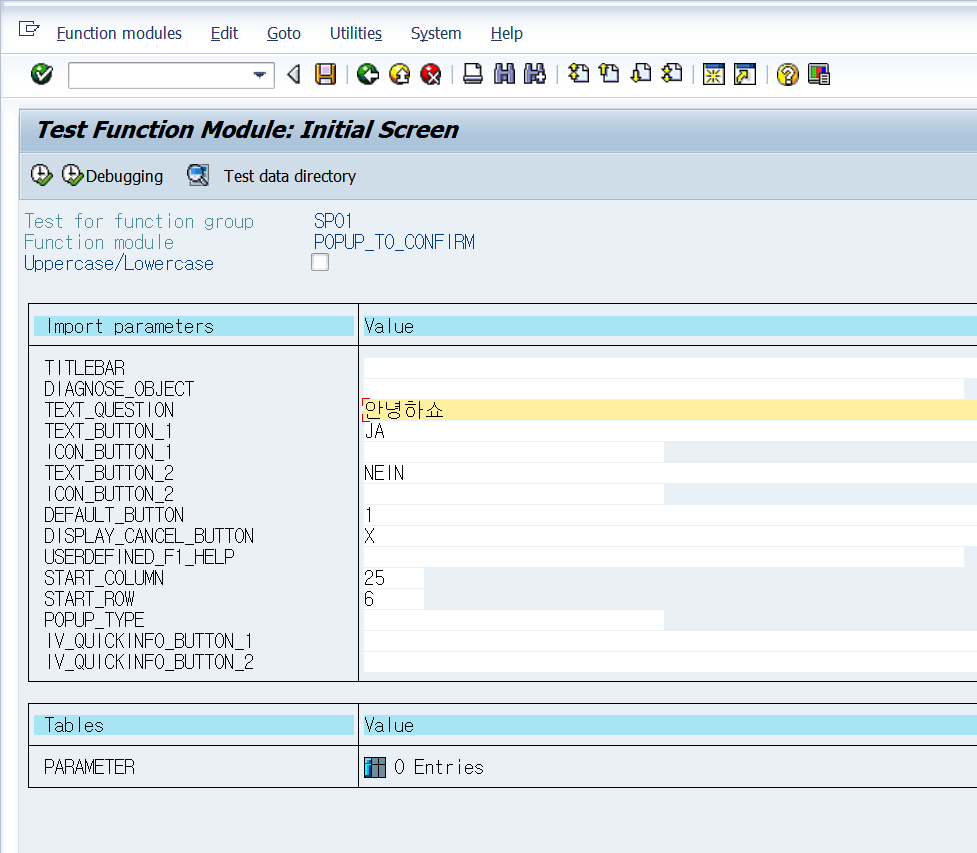 Function modules Edit Goto Utilities System Help
Test Function Module: Initial Screen
Debugging Test data directory
Test for function group SPO1
Function module POPUP_TO_CONFIRM
Uppercase/Lowercase
Import parameters Value
TITLEBAR
DIAGNOSE_OBJECT
TEXT_QUESTION 안녕하쇼
TEXT_BUTTON_1 JA
ICON_BUTTON_1
TEXT_BUTTON_2 NEIN
ICON_BUTTON_2
DEFAULT_BUTTON 1
DISPLAY_CANCEL_BUTTON X
USERDEFINED_F1_HELP
START_COLUMN 25
START_ROW 6
POPUP_TYPE
IV_QUICKINFO_BUTTON_1
IV_QUICKINFO_BUTTON_2
Tables Value
PARAMETER 0 Entries